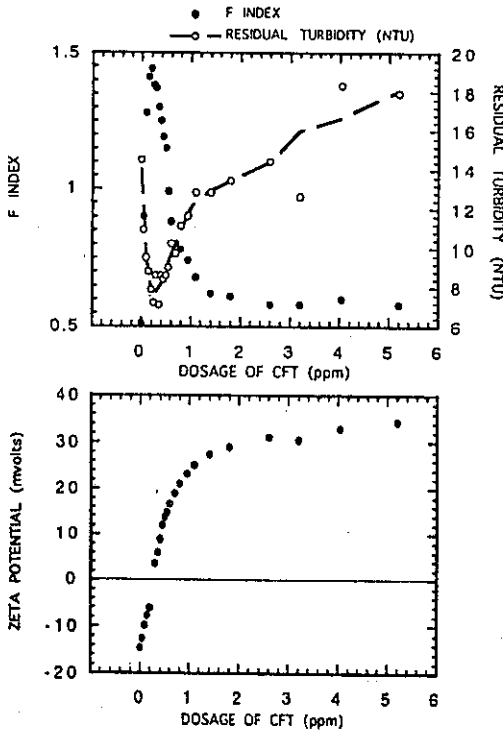 F INDEX
RESIDUAL TURBIDITY (NTU)
1.5
1
0.5
F INDEX
20
18
16
14
12
10
8
6
RESIDUAL TURBIDITY
(NTU)
0 1 2 3 4 5 6
DOSAGE OF CFT (ppm)
40
30
20
10
0
-10
-20
ZETA POTENTIAL (mvolts)
0 1 2 3 4 5 6
DOSAGE OF CFT (ppm)